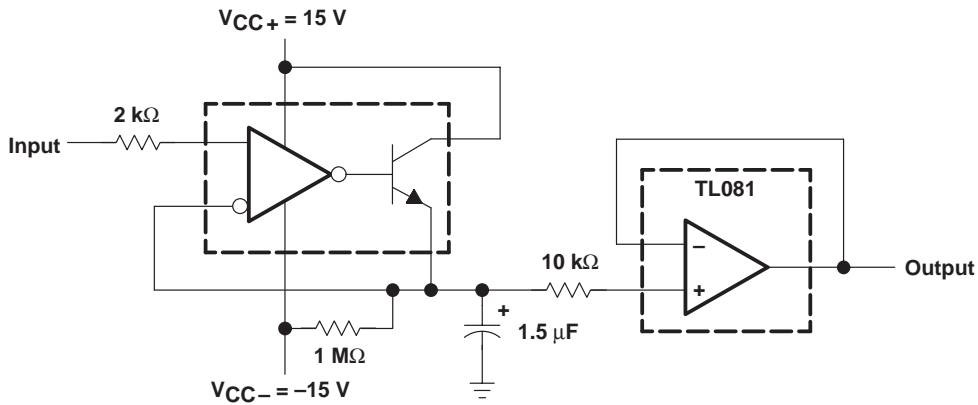 VCC+ = 15 V
2 kΩ
Input
TL081
−
+
10 kΩ
Output
+
1.5 μF
1 MΩ
VCC− = −15 V